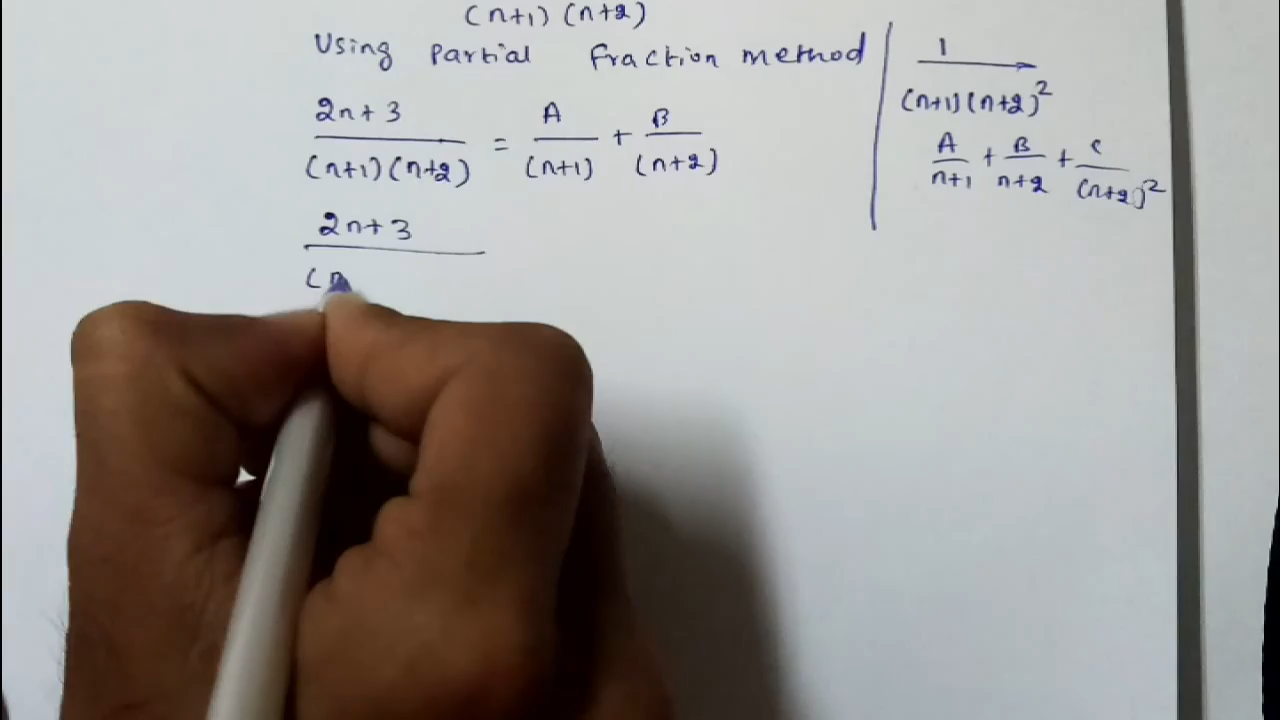 (n+1) (n+2)
Using Partial fraction method
2n+3 / (n+1)(n+2) = A / (n+1) + B / (n+2)
2n+3
(n
1 / (n+1)(n+2)^2
A / n+1 + B / n+2 + C / (n+2)^2